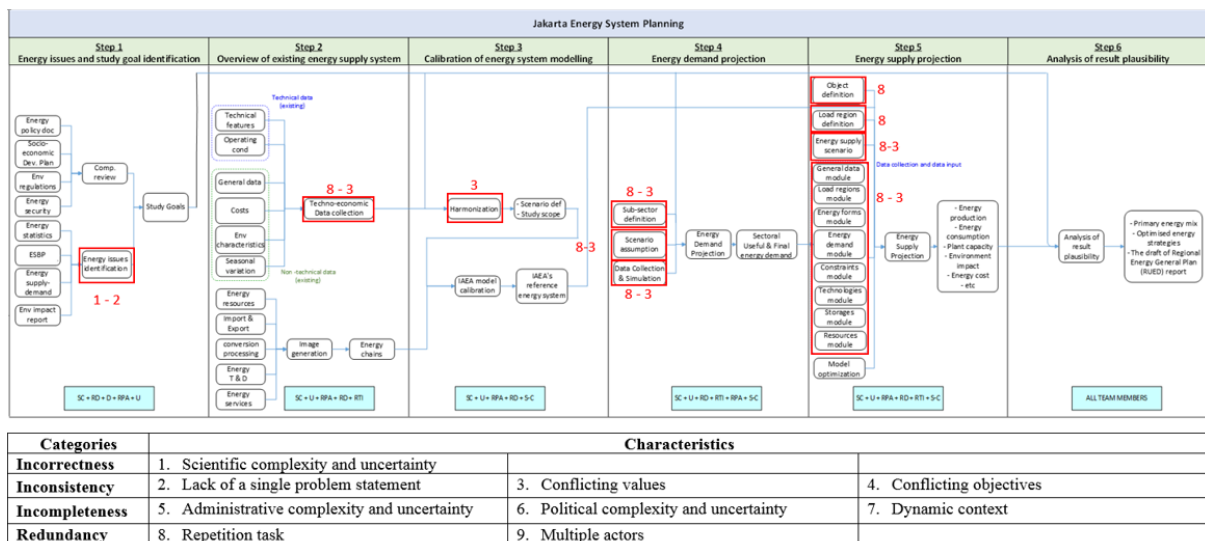 Jakarta Energy System Planning
Step 1
Energy issues and study goal identification
Step 2
Overview of existing energy supply system
Step 3
Calibration of energy system modelling
Step 4
Energy demand projection
Step 5
Energy supply projection
Step 6
Analysis of result plausibility
Energy
policy doc
Socio-
economic
Dev. Plan
Env
regulations
Energy
security
Energy
statistics
ESBP
Energy
supply-
demand
Env impact
report
Comp.
review
Energy issues
identification
1 - 2
Study Goals
SC + RD + D + RPA + U
Technical data
(existing)
Technical
features
Operating
cond
General data
Costs
Env
characteristics
Seasonal
variation
Non -technical data
(existing)
8 - 3
Techno-economic
Data collection
Energy
resources
Import &
Export
conversion
processing
Energy
T & D
Energy
services
Image
generation
Energy
chains
SC + U + RPA + RD + RTI
3
Harmonization
- Scenario def
- Study scope
8-3
IAEA model
calibration
IAEA's
reference
energy system
SC + U + RPA + RD + S-C
8 - 3
Sub-sector
definition
Scenario
assumption
Data Collection
& Simulation
8 - 3
Energy
Demand
Projection
Sectoral
Useful & Final
energy demand
SC + U + RD + RTI + RPA + S-C
Object
definition
8
Load region
definition
8
Energy supply
scenario
8-3
Data collection and data input
General data
module
Load regions
module
Energy forms
module
Energy
demand
module
Constraints
module
Technologies
module
Storages
module
Resources
module
8 - 3
Model
optimization
Energy
Supply
Projection
- Energy
production
- Energy
consumption
- Plant capacity
- Environment
impact
- Energy cost
- etc
SC + U + RPA + RD + RTI + S-C
Analysis of
result
plausibility
- Primary energy mix
- Optimised energy
strategies
- The draft of Regional
Energy General Plan
(RUED) report
ALL TEAM MEMBERS
Categories Characteristics
Incorrectness 1. Scientific complexity and uncertainty
Inconsistency 2. Lack of a single problem statement 3. Conflicting values 4. Conflicting objectives
Incompleteness 5. Administrative complexity and uncertainty 6. Political complexity and uncertainty 7. Dynamic context
Redundancy 8. Repetition task 9. Multiple actors